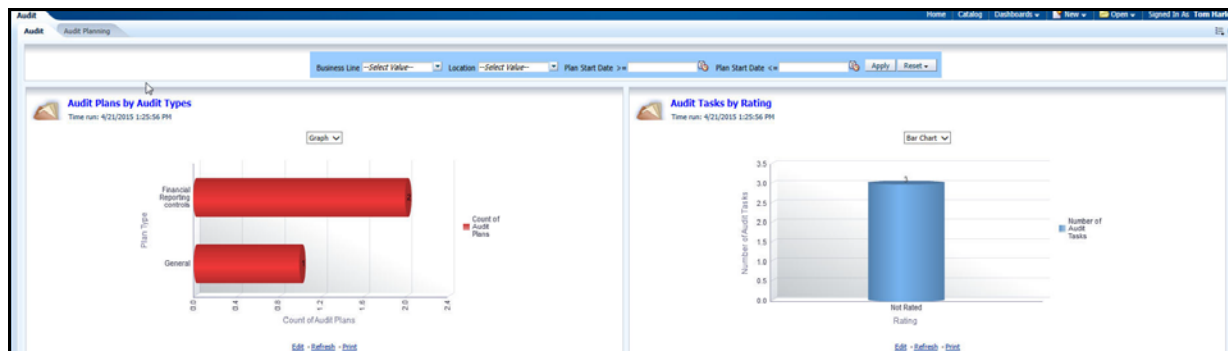 Audit
Home Catalog Dashboards New Open Signed In As Tom Harl
Audit Audit Planning
Business Line --Select Value-- Location --Select Value-- Plan Start Date >= Plan Start Date <= Apply Reset
Audit Plans by Audit Types
Time run: 4/21/2015 1:25:56 PM
Graph
Plan Type
Financial
Reporting
controls
2
General
1
0.0 0.4 0.8 1.2 1.6 2.0 2.4
Count of Audit Plans
Count of
Audit
Plans
Edit - Refresh - Print
Audit Tasks by Rating
Time run: 4/21/2015 1:25:56 PM
Bar Chart
Number of Audit Tasks
3.5
3.0
2.5
2.0
1.5
1.0
0.5
0.0
3
Not Rated
Rating
Number of
Audit
Tasks
Edit - Refresh - Print